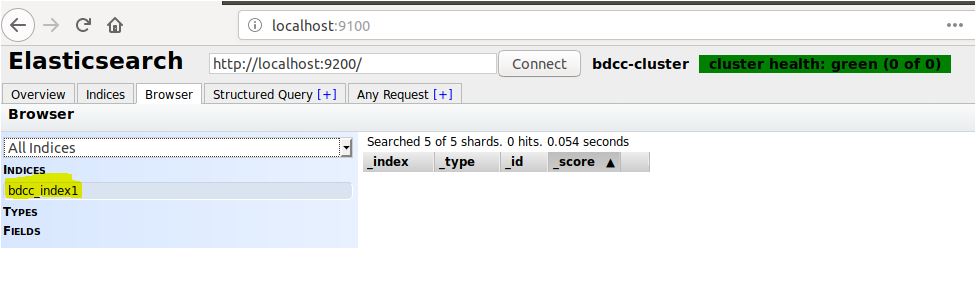 localhost:9100
Elasticsearch http://localhost:9200/ Connect bdcc-cluster cluster health: green (0 of 0)
Overview Indices Browser Structured Query [+] Any Request [+]
Browser
All Indices Searched 5 of 5 shards. 0 hits. 0.054 seconds
_index _type _id _score ▲
INDICES
bdcc_index1
TYPES
FIELDS